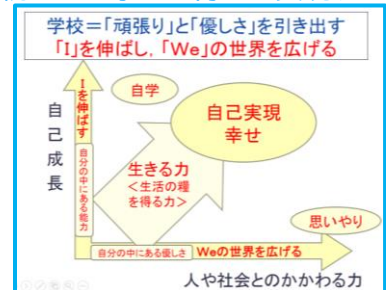 学校＝「頑張り」と「優しさ」を引き出す
「I」を伸ばし，「We」の世界を広げる
Iを伸ばす
自分の中にある能力
自己成長
自学
自己実現
幸せ
生きる力
＜生活の糧
を得る力＞
思いやり
自分の中にある優しさ
Weの世界を広げる
人や社会とのかかわる力